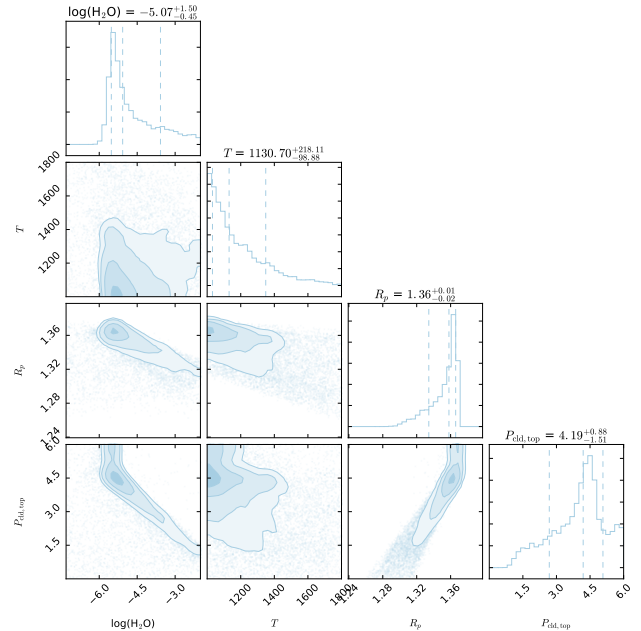 log(H₂O) = −5.07 +1.50 −0.45
1800
T = 1130.70 +218.11 −98.88
1400
T
1200
R_p = 1.36 +0.01 −0.02
1.36
1.32
R_p
1.28
1.24
6.0
P_cld,top = 4.19 +0.88 −1.51
4.5
3.0
P_cld,top
1.5
−6.0 −4.5 −3.0 1200 1400 1600 1800 1.24 1.28 1.32 1.36 1.5 3.0 4.5 6.0
log(H₂O) T R_p P_cld,top